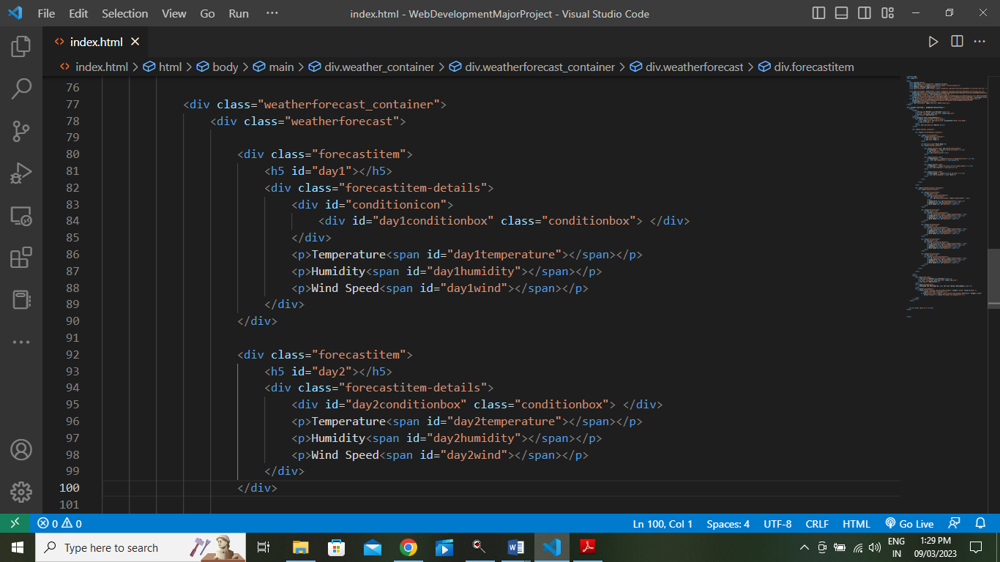 File Edit Selection View Go Run ··· index.html - WebDevelopmentMajorProject - Visual Studio Code
index.html
index.html > html > body > main > div.weather_container > div.weatherforecast_container > div.weatherforecast > div.forecastitem
76
77 <div class="weatherforecast_container">
78 <div class="weatherforecast">
79
80 <div class="forecastitem">
81 <h5 id="day1"></h5>
82 <div class="forecastitem-details">
83 <div id="conditionicon">
84 <div id="day1conditionbox" class="conditionbox"> </div>
85 </div>
86 <p>Temperature<span id="day1temperature"></span></p>
87 <p>Humidity<span id="day1humidity"></span></p>
88 <p>Wind Speed<span id="day1wind"></span></p>
89 </div>
90 </div>
91
92 <div class="forecastitem">
93 <h5 id="day2"></h5>
94 <div class="forecastitem-details">
95 <div id="day2conditionbox" class="conditionbox"> </div>
96 <p>Temperature<span id="day2temperature"></span></p>
97 <p>Humidity<span id="day2humidity"></span></p>
98 <p>Wind Speed<span id="day2wind"></span></p>
99 </div>
100 </div>
101
0 0 Ln 100, Col 1 Spaces: 4 UTF-8 CRLF HTML Go Live
Type here to search
ENG 1:29 PM
IN 09/03/2023